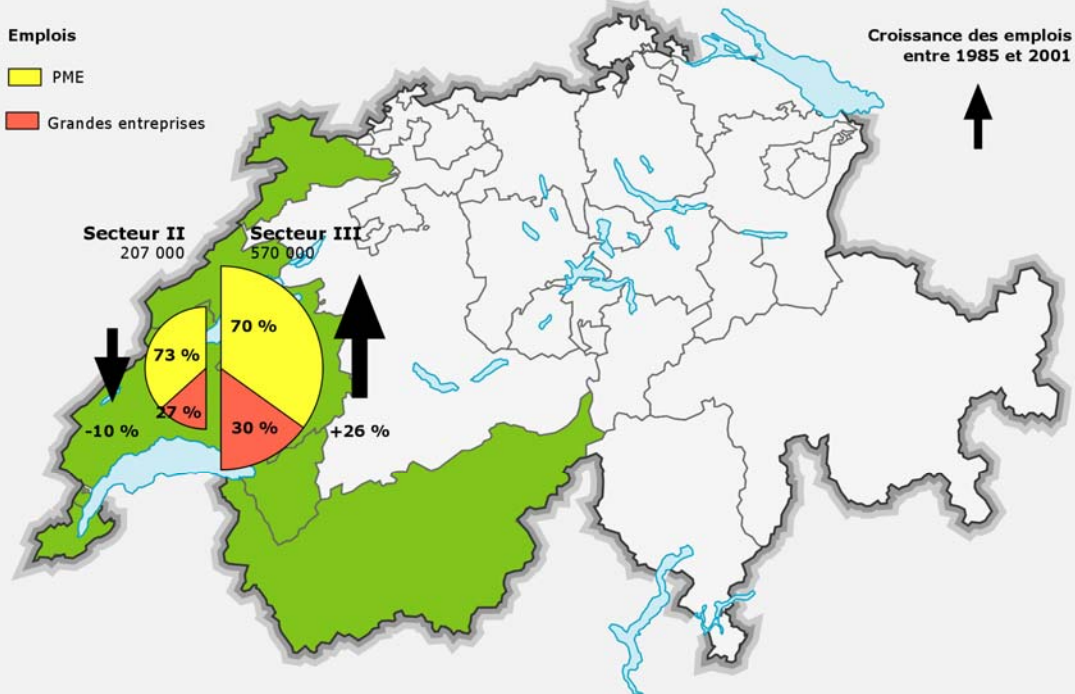 Emplois
PME
Grandes entreprises
Croissance des emplois
entre 1985 et 2001
Secteur II
207 000
Secteur III
570 000
70 %
73 %
27 %
30 %
-10 %
+26 %